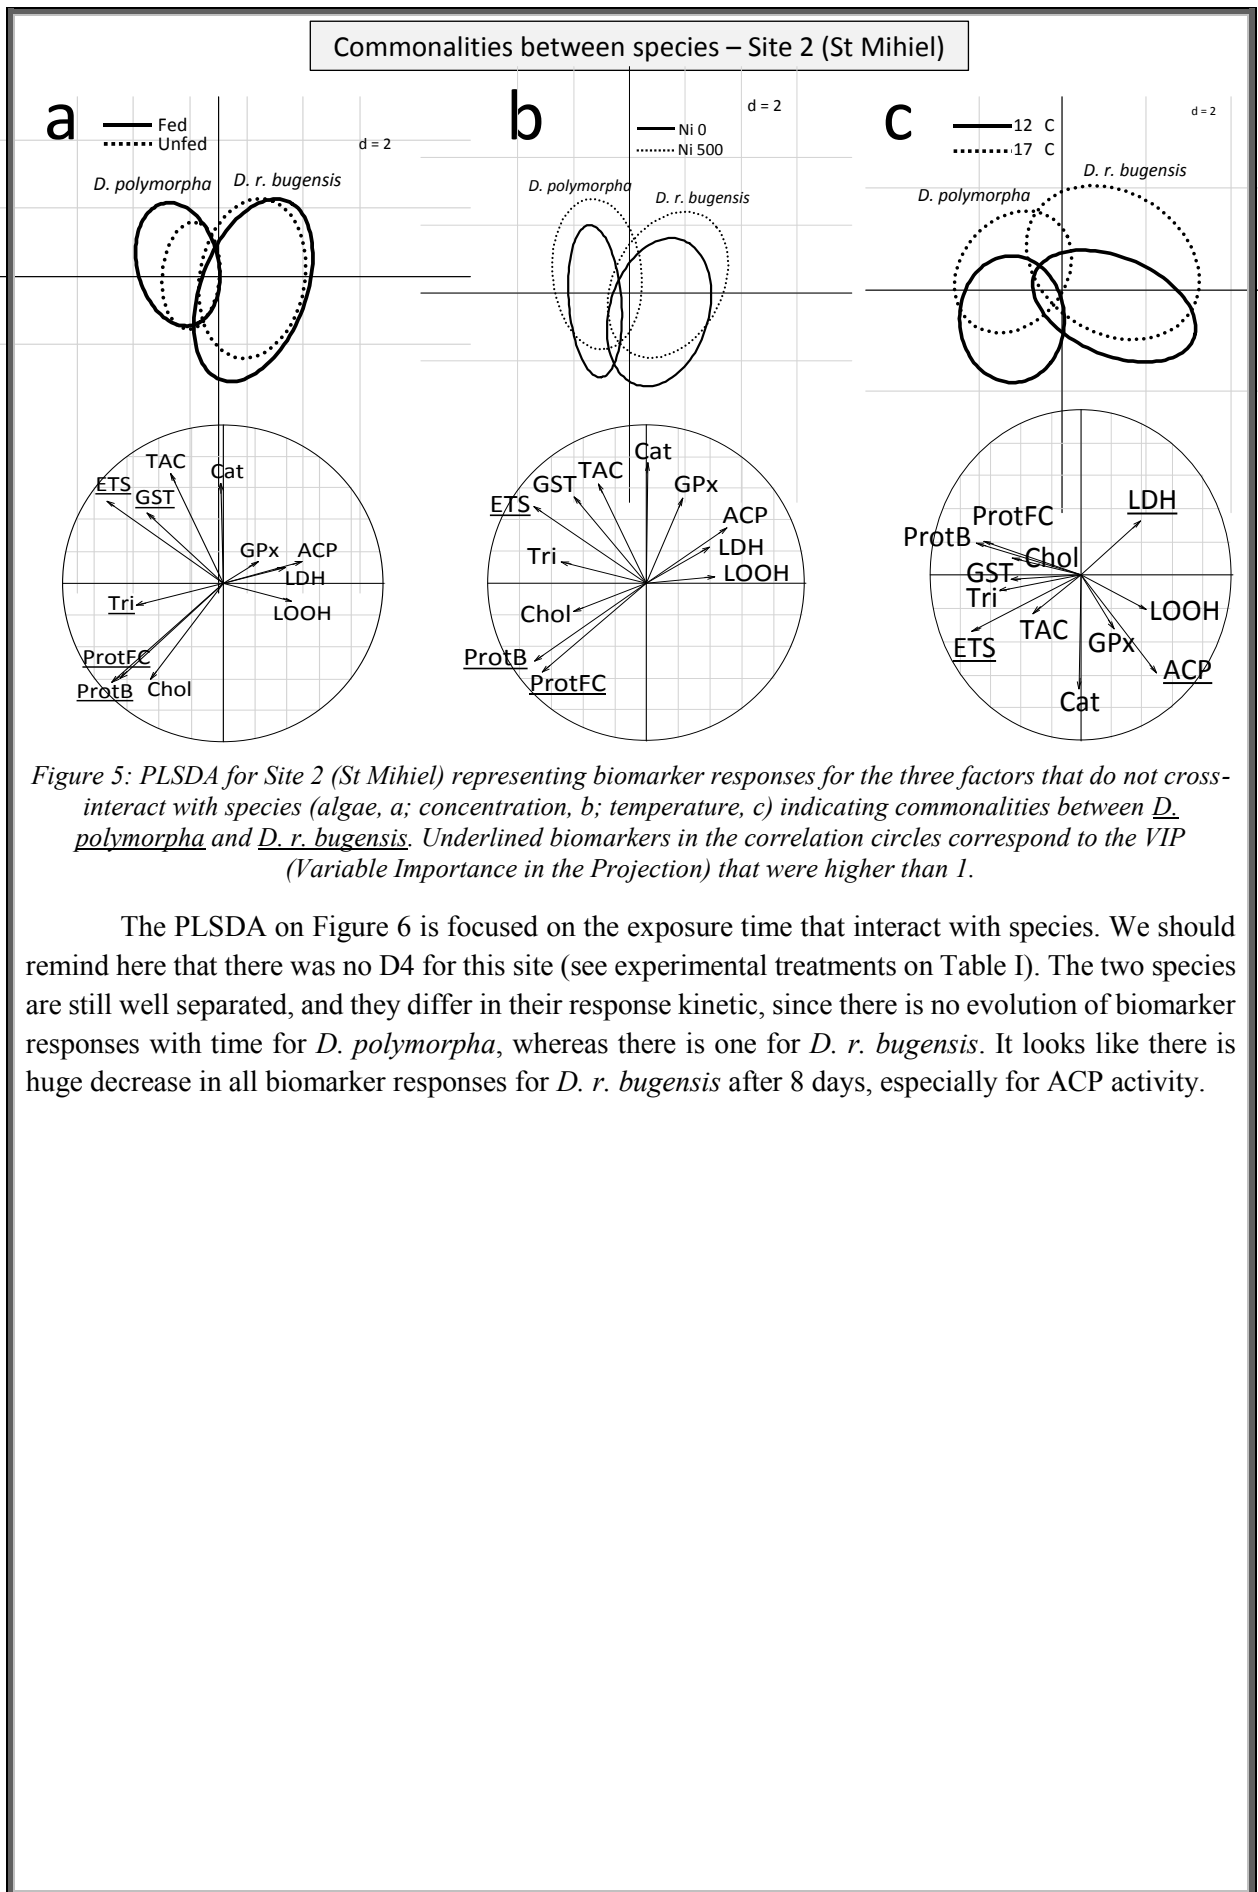 Commonalities between species – Site 2 (St Mihiel)
a
Fed
Unfed
d = 2
D. polymorpha
D. r. bugensis
b
d = 2
Ni 0
Ni 500
D. polymorpha
D. r. bugensis
c
d = 2
12 C
17 C
D. r. bugensis
D. polymorpha
TAC
Cat
ETS
GST
GPx
ACP
LDH
Tri
LOOH
ProtFC
ProtB
Chol
Cat
TAC
GST
GPx
ETS
ACP
LDH
Tri
LOOH
Chol
ProtB
ProtFC
LDH
ProtFC
ProtB
Chol
GST
Tri
LOOH
TAC
GPx
ETS
ACP
Cat
Figure 5: PLSDA for Site 2 (St Mihiel) representing biomarker responses for the three factors that do not cross-
interact with species (algae, a; concentration, b; temperature, c) indicating commonalities between D.
polymorpha and D. r. bugensis. Underlined biomarkers in the correlation circles correspond to the VIP
(Variable Importance in the Projection) that were higher than 1.
The PLSDA on Figure 6 is focused on the exposure time that interact with species. We should
remind here that there was no D4 for this site (see experimental treatments on Table I). The two species
are still well separated, and they differ in their response kinetic, since there is no evolution of biomarker
responses with time for D. polymorpha, whereas there is one for D. r. bugensis. It looks like there is
huge decrease in all biomarker responses for D. r. bugensis after 8 days, especially for ACP activity.